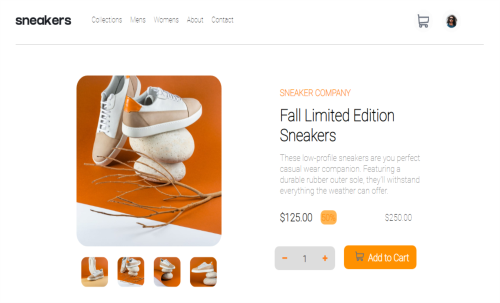 sneakers
Collections Mens Womens About Contact
SNEAKER COMPANY
Fall Limited Edition
Sneakers
These low-profile sneakers are you perfect
casual wear companion. Featuring a
durable rubber outer sole, they'll withstand
everything the weather can offer.
$125.00 50% $250.00
- 1 + Add to Cart